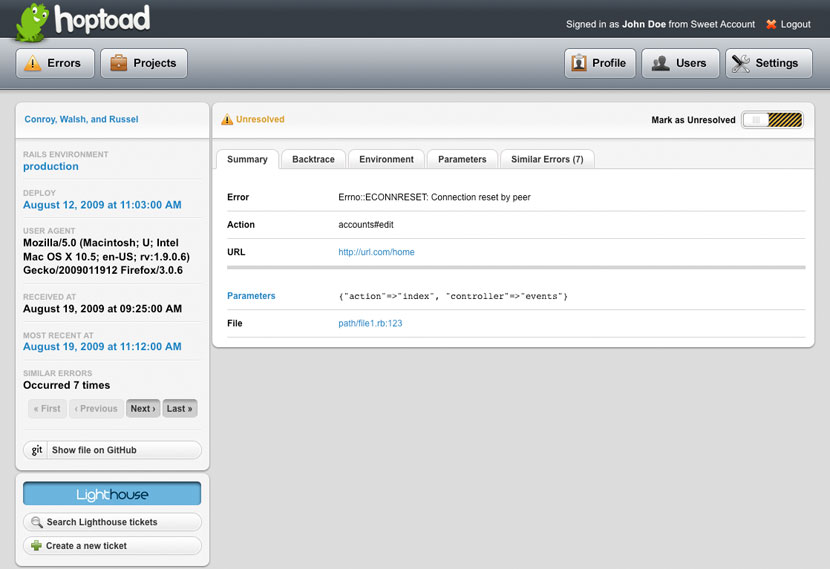 hoptoad
Signed in as John Doe from Sweet Account
Logout
Errors
Projects
Profile
Users
Settings
Conroy, Walsh, and Russel
RAILS ENVIRONMENT
production
DEPLOY
August 12, 2009 at 11:03:00 AM
USER AGENT
Mozilla/5.0 (Macintosh; U; Intel
Mac OS X 10.5; en-US; rv:1.9.0.6)
Gecko/2009011912 Firefox/3.0.6
RECEIVED AT
August 19, 2009 at 09:25:00 AM
MOST RECENT AT
August 19, 2009 at 11:12:00 AM
SIMILAR ERRORS
Occurred 7 times
« First
‹ Previous
Next ›
Last »
git
Show file on GitHub
Lighthouse
Search Lighthouse tickets
Create a new ticket
Unresolved
Mark as Unresolved
Summary
Backtrace
Environment
Parameters
Similar Errors (7)
Error
Errno::ECONNRESET: Connection reset by peer
Action
accounts#edit
URL
http://url.com/home
Parameters
{"action"=>"index", "controller"=>"events"}
File
path/file1.rb:123